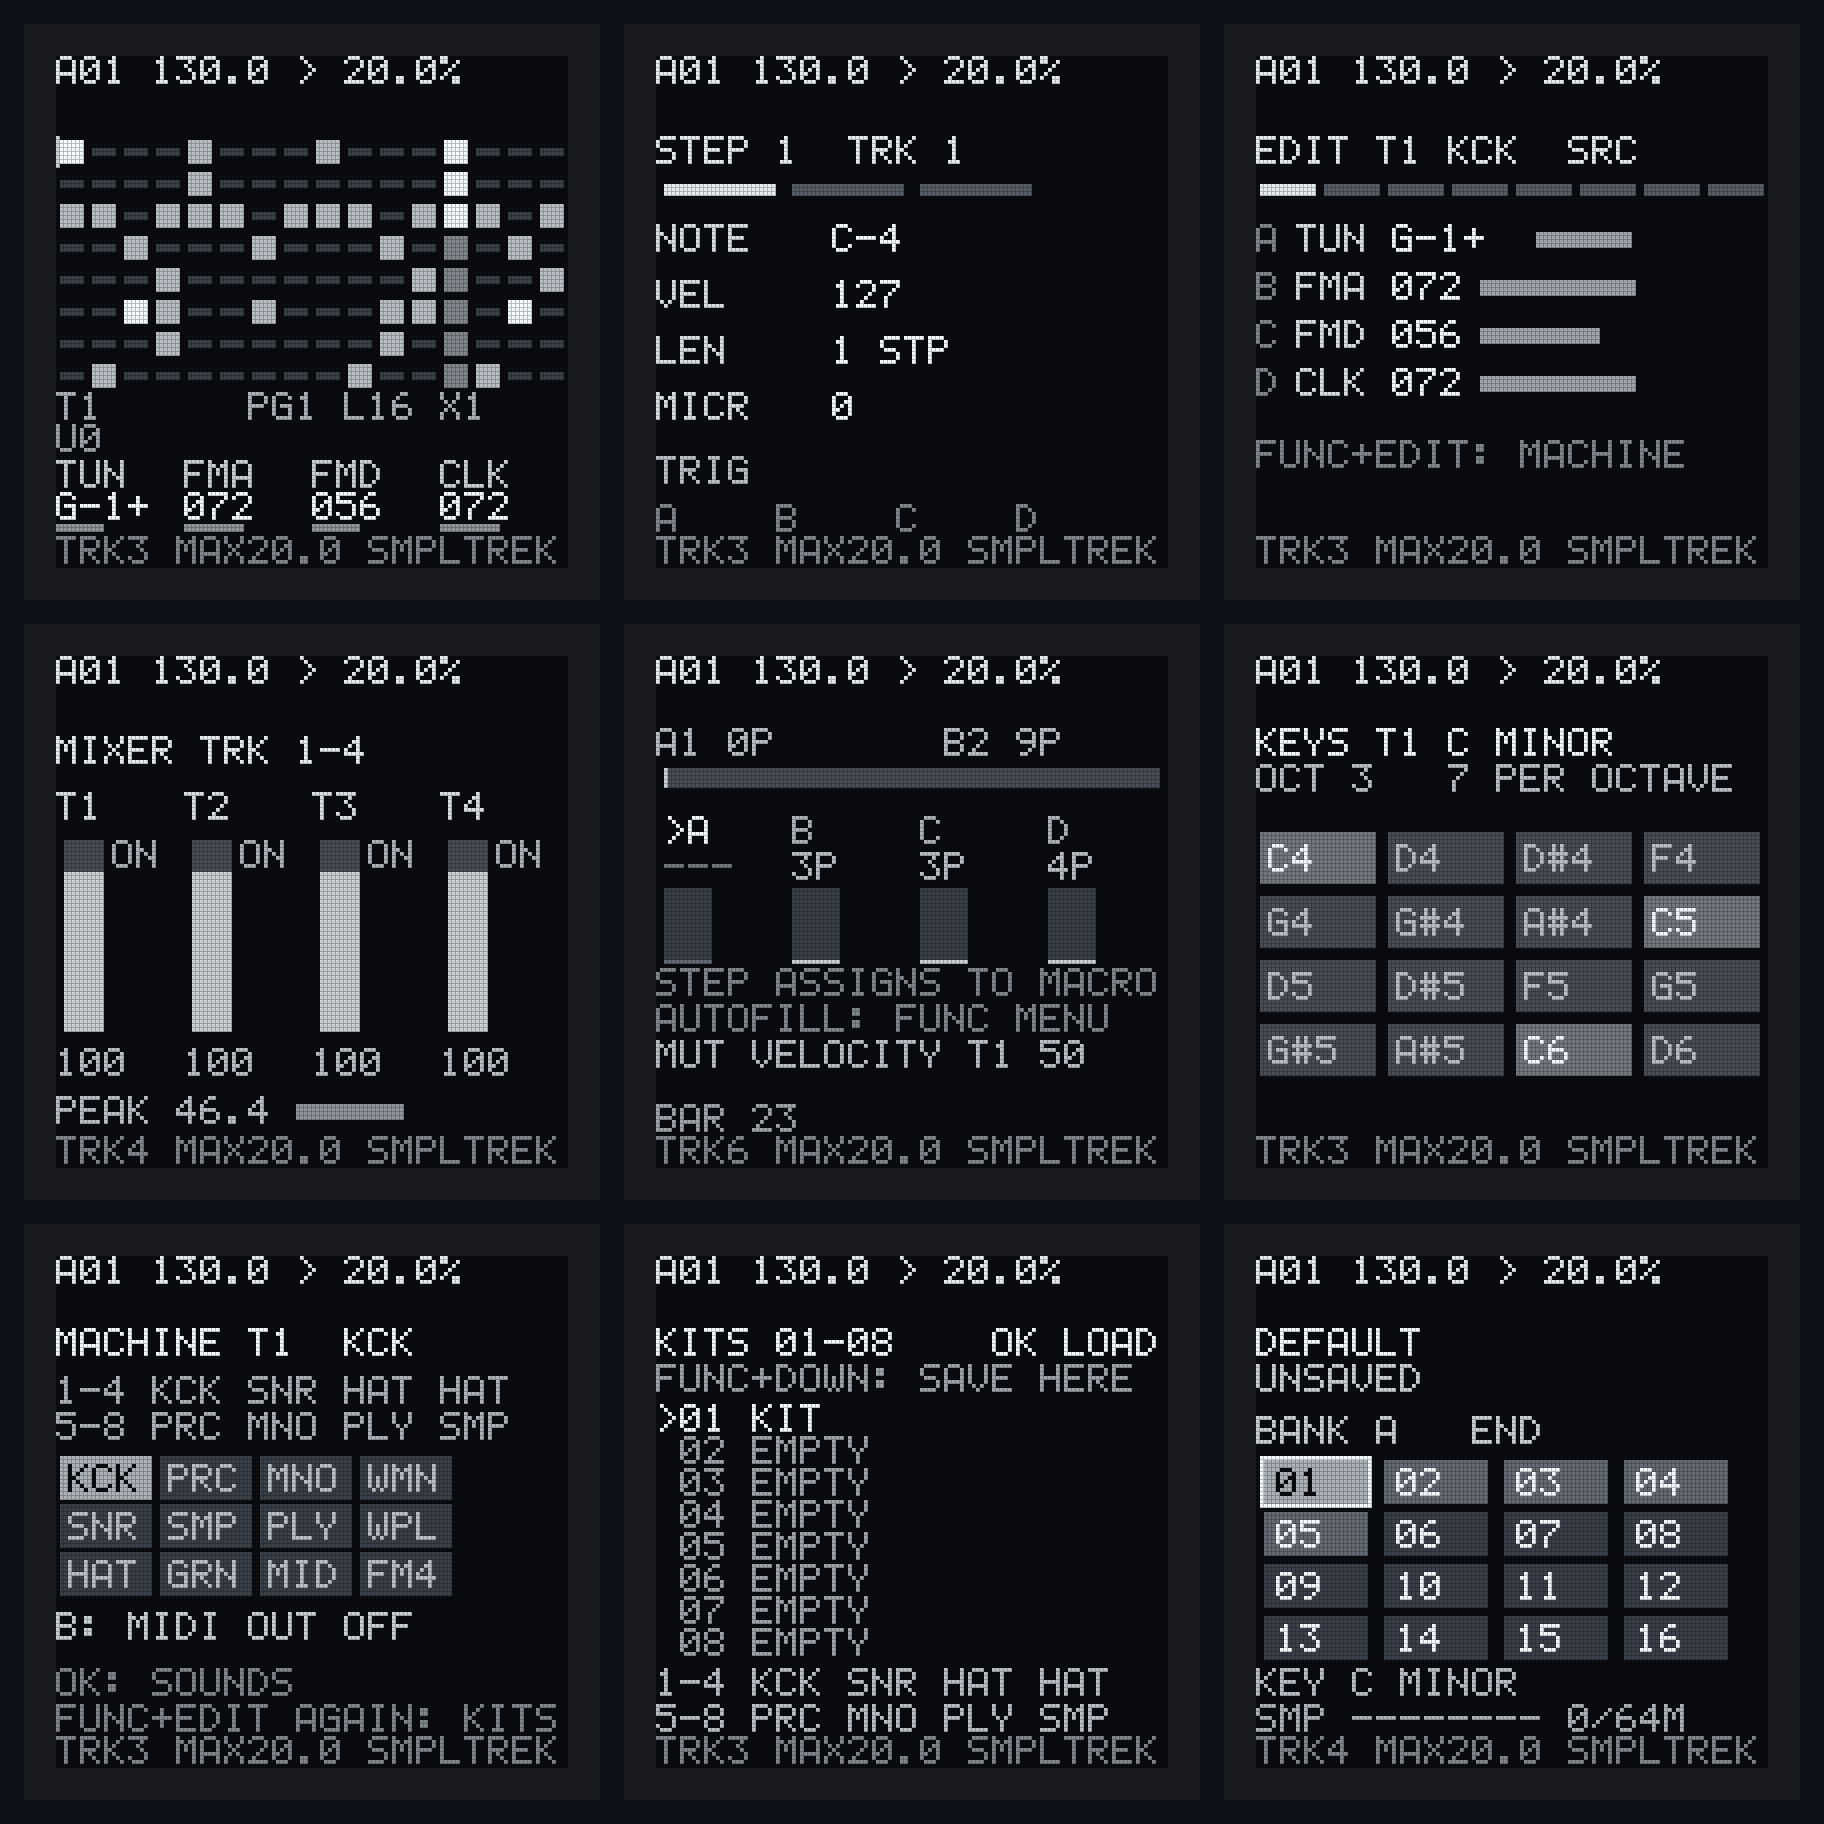 A01 130.0 > 20.0%
T1 PG1 L16 X1
U0
TUN FMA FMD CLK
G-1+ 072 056 072
TRK3 MAX20.0 SMPLTREK
A01 130.0 > 20.0%
STEP 1 TRK 1
NOTE C-4
VEL 127
LEN 1 STP
MICR 0
TRIG
A B C D
TRK3 MAX20.0 SMPLTREK
A01 130.0 > 20.0%
EDIT T1 KCK SRC
A TUN G-1+
B FMA 072
C FMD 056
D CLK 072
FUNC+EDIT: MACHINE
TRK3 MAX20.0 SMPLTREK
A01 130.0 > 20.0%
MIXER TRK 1-4
T1 T2 T3 T4
ON ON ON ON
100 100 100 100
PEAK 46.4
TRK4 MAX20.0 SMPLTREK
A01 130.0 > 20.0%
A1 0P B2 9P
>A B C D
--- 3P 3P 4P
STEP ASSIGNS TO MACRO
AUTOFILL: FUNC MENU
MUT VELOCITY T1 50
BAR 23
TRK6 MAX20.0 SMPLTREK
A01 130.0 > 20.0%
KEYS T1 C MINOR
OCT 3 7 PER OCTAVE
C4 D4 D#4 F4
G4 G#4 A#4 C5
D5 D#5 F5 G5
G#5 A#5 C6 D6
TRK3 MAX20.0 SMPLTREK
A01 130.0 > 20.0%
MACHINE T1 KCK
1-4 KCK SNR HAT HAT
5-8 PRC MNO PLY SMP
KCK PRC MNO WMN
SNR SMP PLY WPL
HAT GRN MID FM4
B: MIDI OUT OFF
OK: SOUNDS
FUNC+EDIT AGAIN: KITS
TRK3 MAX20.0 SMPLTREK
A01 130.0 > 20.0%
KITS 01-08 OK LOAD
FUNC+DOWN: SAVE HERE
>01 KIT
02 EMPTY
03 EMPTY
04 EMPTY
05 EMPTY
06 EMPTY
07 EMPTY
08 EMPTY
1-4 KCK SNR HAT HAT
5-8 PRC MNO PLY SMP
TRK3 MAX20.0 SMPLTREK
A01 130.0 > 20.0%
DEFAULT
UNSAVED
BANK A END
01 02 03 04
05 06 07 08
09 10 11 12
13 14 15 16
KEY C MINOR
SMP -------- 0/64M
TRK4 MAX20.0 SMPLTREK